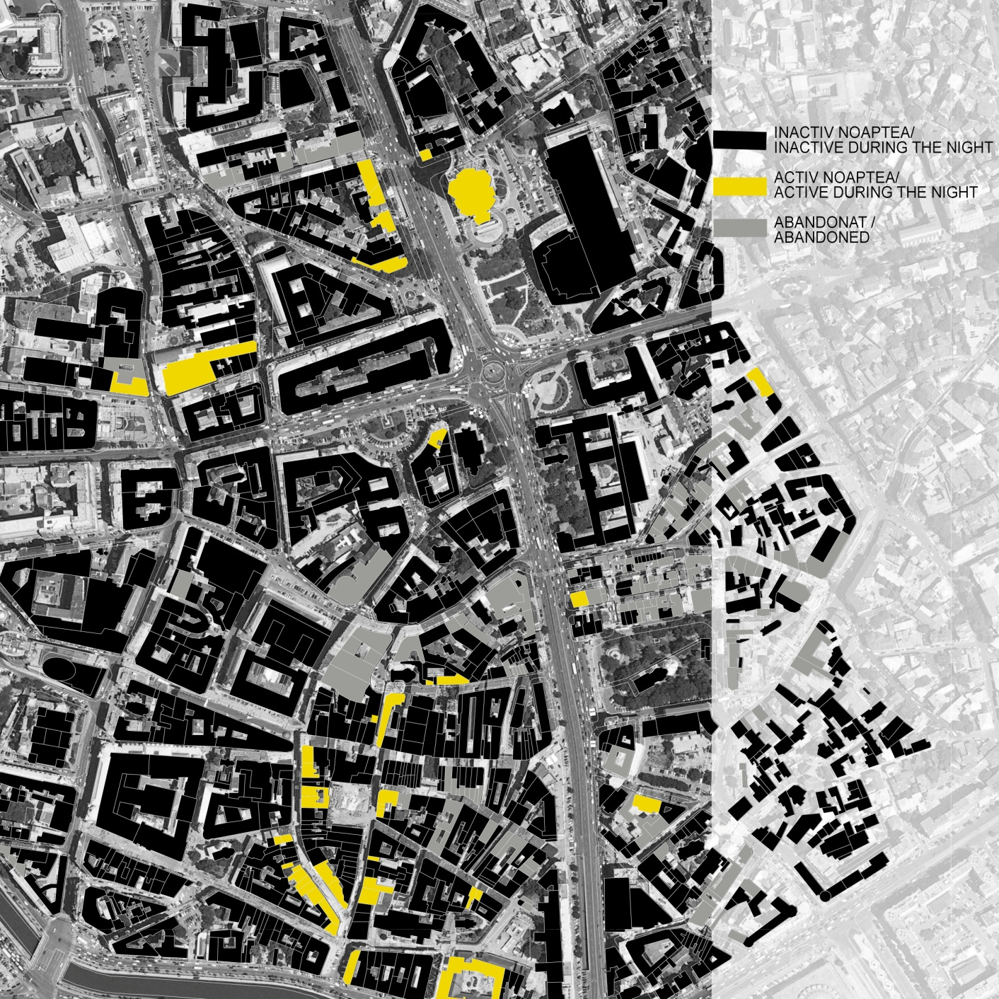 INACTIV NOAPTEA/
INACTIVE DURING THE NIGHT
ACTIV NOAPTEA/
ACTIVE DURING THE NIGHT
ABANDONAT /
ABANDONED